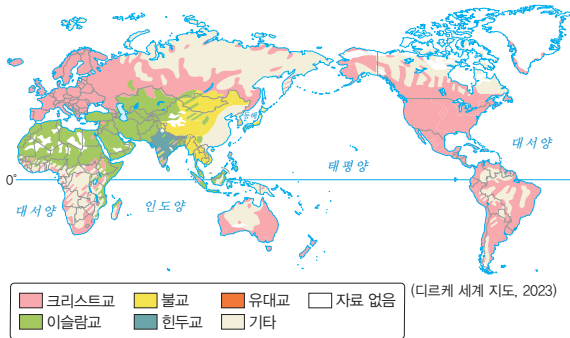 동해
태평양
대서양
0°
대서양
인도양
크리스트교 불교 유대교 자료 없음
이슬람교 힌두교 기타
(디르케 세계 지도, 2023)